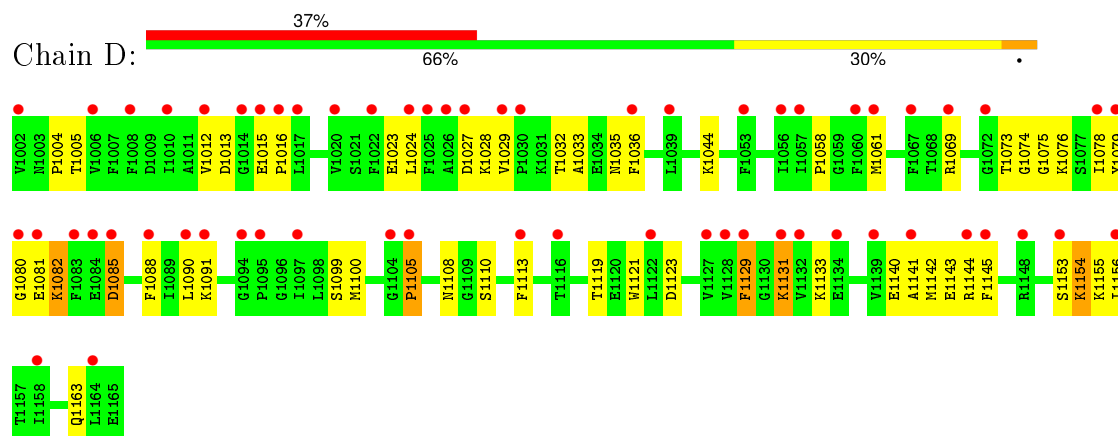 37%
Chain D:
66% 30% •
V1002 N1003 P1004 T1005 V1006 F1007 F1008 D1009 I1010 A1011 V1012 D1013 G1014 E1015 P1016 L1017 V1020 S1021 F1022 E1023 L1024 F1025 A1026 D1027 K1028 V1029 P1030 K1031 T1032 A1033 E1034 N1035 F1036 L1039 K1044 F1053 I1056 I1057 P1058 G1059 F1060 M1061 F1067 T1068 R1069 G1072 T1073 G1074 G1075 K1076 S1077 I1078 Y1079
G1080 E1081 K1082 F1083 E1084 D1085 F1088 I1089 L1090 K1091 G1094 P1095 G1096 I1097 L1098 S1099 M1100 G1104 P1105 N1108 G1109 S1110 F1113 T1116 T1119 E1120 W1121 L1122 D1123 V1127 V1128 F1129 G1130 K1131 V1132 K1133 E1134 V1139 E1140 A1141 M1142 E1143 R1144 F1145 R1148 S1153 K1154 K1155 I1156
T1157 I1158 Q1163 L1164 E1165